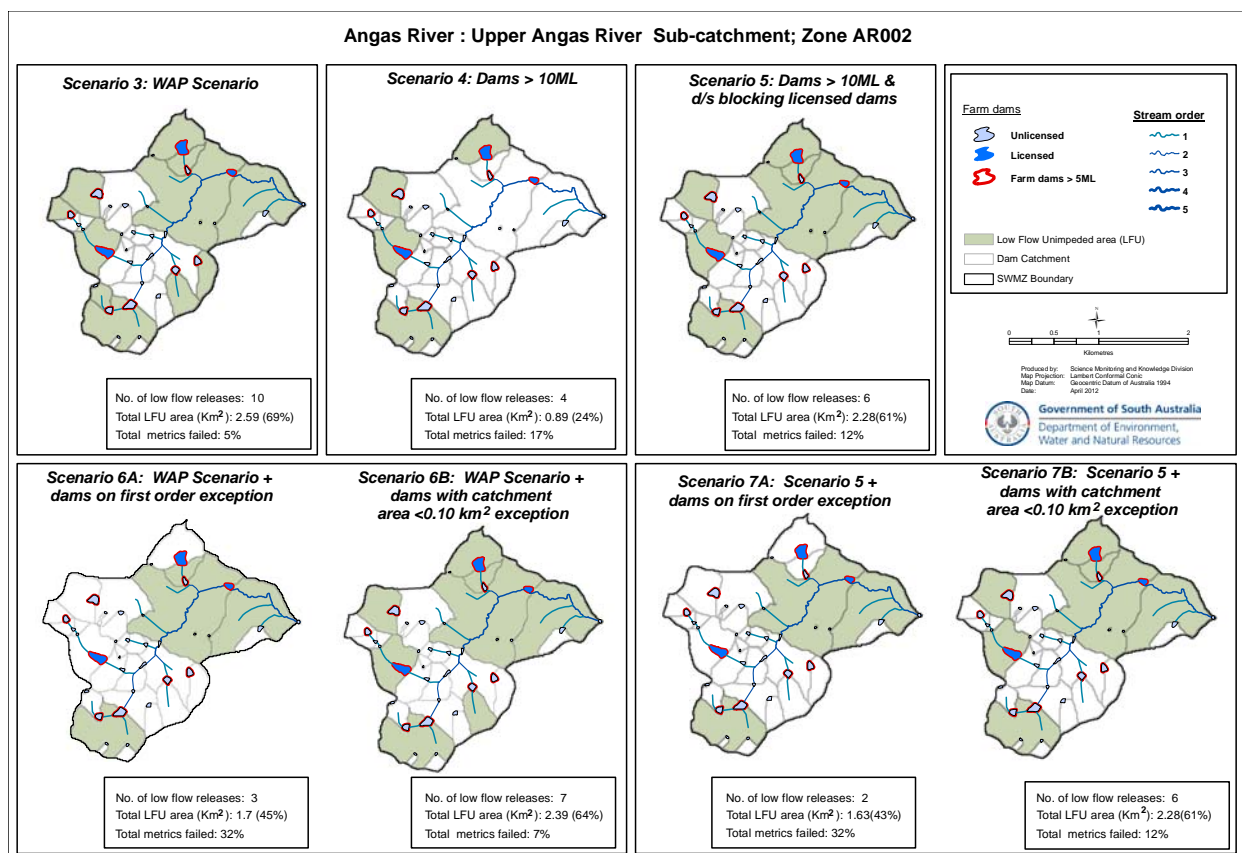 Angas River : Upper Angas River  Sub-catchment; Zone AR002
Scenario 3: WAP Scenario
No. of low flow releases:  10
Total LFU area (Km²): 2.59 (69%)
Total  metrics failed: 5%
Scenario 4: Dams > 10ML
No. of low flow releases:  4
Total LFU area (Km²): 0.89 (24%)
Total  metrics failed: 17%
Scenario 5: Dams > 10ML &
d/s blocking licensed dams
No. of low flow releases:  6
Total LFU area (Km²): 2.28(61%)
Total  metrics failed: 12%
Farm dams
Unlicensed
Licensed
Farm dams > 5ML
Stream order
1
2
3
4
5
Low Flow Unimpeded area (LFU)
Dam Catchment
SWMZ Boundary
0 0.5 1 2
Kilometres
Produced by: Science Monitoring and Knowledge Division
Map Projection: Lambert Conformal Conic
Map Datum: Geocentric Datum of Australia 1994
Date: April 2012
SOUTH AUSTRALIA
Government of South Australia
Department of Environment,
Water and Natural Resources
Scenario 6A:  WAP Scenario +
dams on first order exception
No. of low flow releases:  3
Total LFU area (Km²): 1.7 (45%)
Total metrics failed: 32%
Scenario 6B:  WAP Scenario +
dams with catchment
area <0.10 km² exception
No. of low flow releases:  7
Total LFU area (Km²): 2.39 (64%)
Total  metrics failed: 7%
Scenario 7A:  Scenario 5 +
dams on first order exception
No. of low flow releases:  2
Total LFU area (Km²): 1.63(43%)
Total  metrics failed: 32%
Scenario 7B:  Scenario 5 +
dams with catchment
area <0.10 km² exception
No. of low flow releases:  6
Total LFU area (Km²): 2.28(61%)
Total  metrics failed: 12%